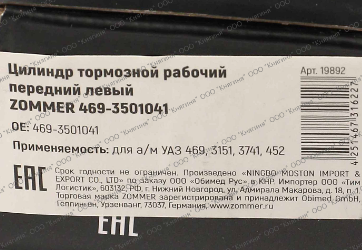 Цилиндр тормозной рабочий
передний левый
ZOMMER 469-3501041
Арт. 19892
OE: 469-3501041
Применяемость: для а/м УАЗ 469, 3151, 3741, 452
Срок годности не ограничен. Произведено «NINGBO MOSTON IMPORT &
EXPORT CO., LTD» по заказу ООО «Обимед Рус» в КНР. Импортер ООО "Тим
Логистик", 603132, РФ, г. Нижний Новгород, ул. Адмирала Макарова, д. 18, п.1
Торговая марка ZOMMER зарегистрирована и принадлежит Obimed GmbH,
73037, Германия, www.zommer.ru
EAC
EAC
4251467316227
ООО "Княгиня"